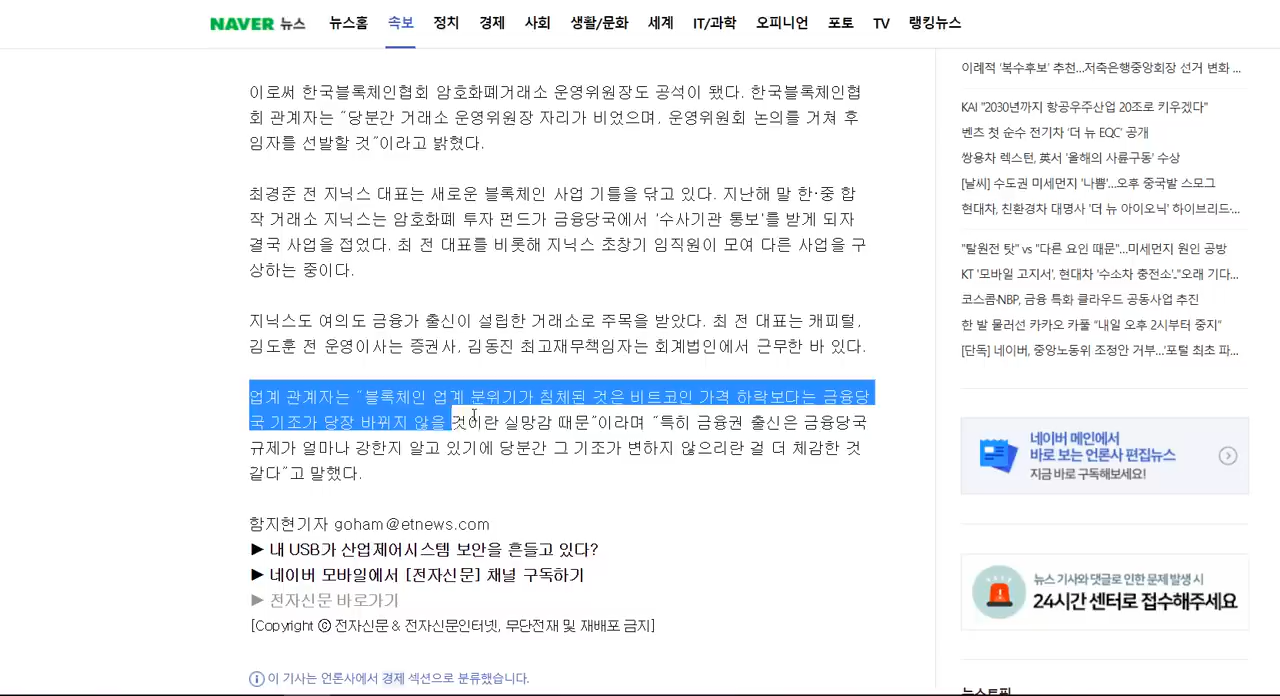 NAVER 뉴스 뉴스홈 속보 정치 경제 사회 생활/문화 세계 IT/과학 오피니언 포토 TV 랭킹뉴스
이로써 한국블록체인협회 암호화폐거래소 운영위원장도 공석이 됐다. 한국블록체인협
회 관계자는 "당분간 거래소 운영위원장 자리가 비었으며, 운영위원회 논의를 거쳐 후
임자를 선발할 것"이라고 밝혔다.
최경준 전 지닉스 대표는 새로운 블록체인 사업 기틀을 닦고 있다. 지난해 말 한·중 합
작 거래소 지닉스는 암호화폐 투자 펀드가 금융당국에서 '수사기관 통보'를 받게 되자
결국 사업을 접었다. 최 전 대표를 비롯해 지닉스 초창기 임직원이 모여 다른 사업을 구
상하는 중이다.
지닉스도 여의도 금융가 출신이 설립한 거래소로 주목을 받았다. 최 전 대표는 캐피털,
김도훈 전 운영이사는 증권사, 김동진 최고재무책임자는 회계법인에서 근무한 바 있다.
업계 관계자는 "블록체인 업계 분위기가 침체된 것은 비트코인 가격 하락보다는 금융당
국 기조가 당장 바뀌지 않을 것이란 실망감 때문"이라며 "특히 금융권 출신은 금융당국
규제가 얼마나 강한지 알고 있기에 당분간 그 기조가 변하지 않으리란 걸 더 체감한 것
같다"고 말했다.
함지현기자 goham@etnews.com
▶ 내 USB가 산업제어시스템 보안을 흔들고 있다?
▶ 네이버 모바일에서 [전자신문] 채널 구독하기
▶ 전자신문 바로가기
[Copyright ⓒ 전자신문 & 전자신문인터넷, 무단전재 및 재배포 금지]
이 기사는 언론사에서 경제 섹션으로 분류했습니다.
이례적 '복수후보' 추천...저축은행중앙회장 선거 변화 ...
KAI "2030년까지 항공우주산업 20조로 키우겠다"
벤츠 첫 순수 전기차 '더 뉴 EQC' 공개
쌍용차 렉스턴, 英서 '올해의 사륜구동' 수상
[날씨] 수도권 미세먼지 '나쁨'...오후 중국발 스모그
현대차, 친환경차 대명사 '더 뉴 아이오닉' 하이브리드·...
"탈원전 탓" vs "다른 요인 때문"...미세먼지 원인 공방
KT '모바일 고지서', 현대차 '수소차 충전소'..."오래 기다...
코스콤·NBP, 금융 특화 클라우드 공동사업 추진
한 발 물러선 카카오 카풀 "내일 오후 2시부터 중지"
[단독] 네이버, 중앙노동위 조정안 거부...'포털 최초 파...
네이버 메인에서
바로 보는 언론사 편집뉴스
지금 바로 구독해보세요!
뉴스 기사와 댓글로 인한 문제 발생 시
24시간 센터로 접수해주세요
뉴스토픽